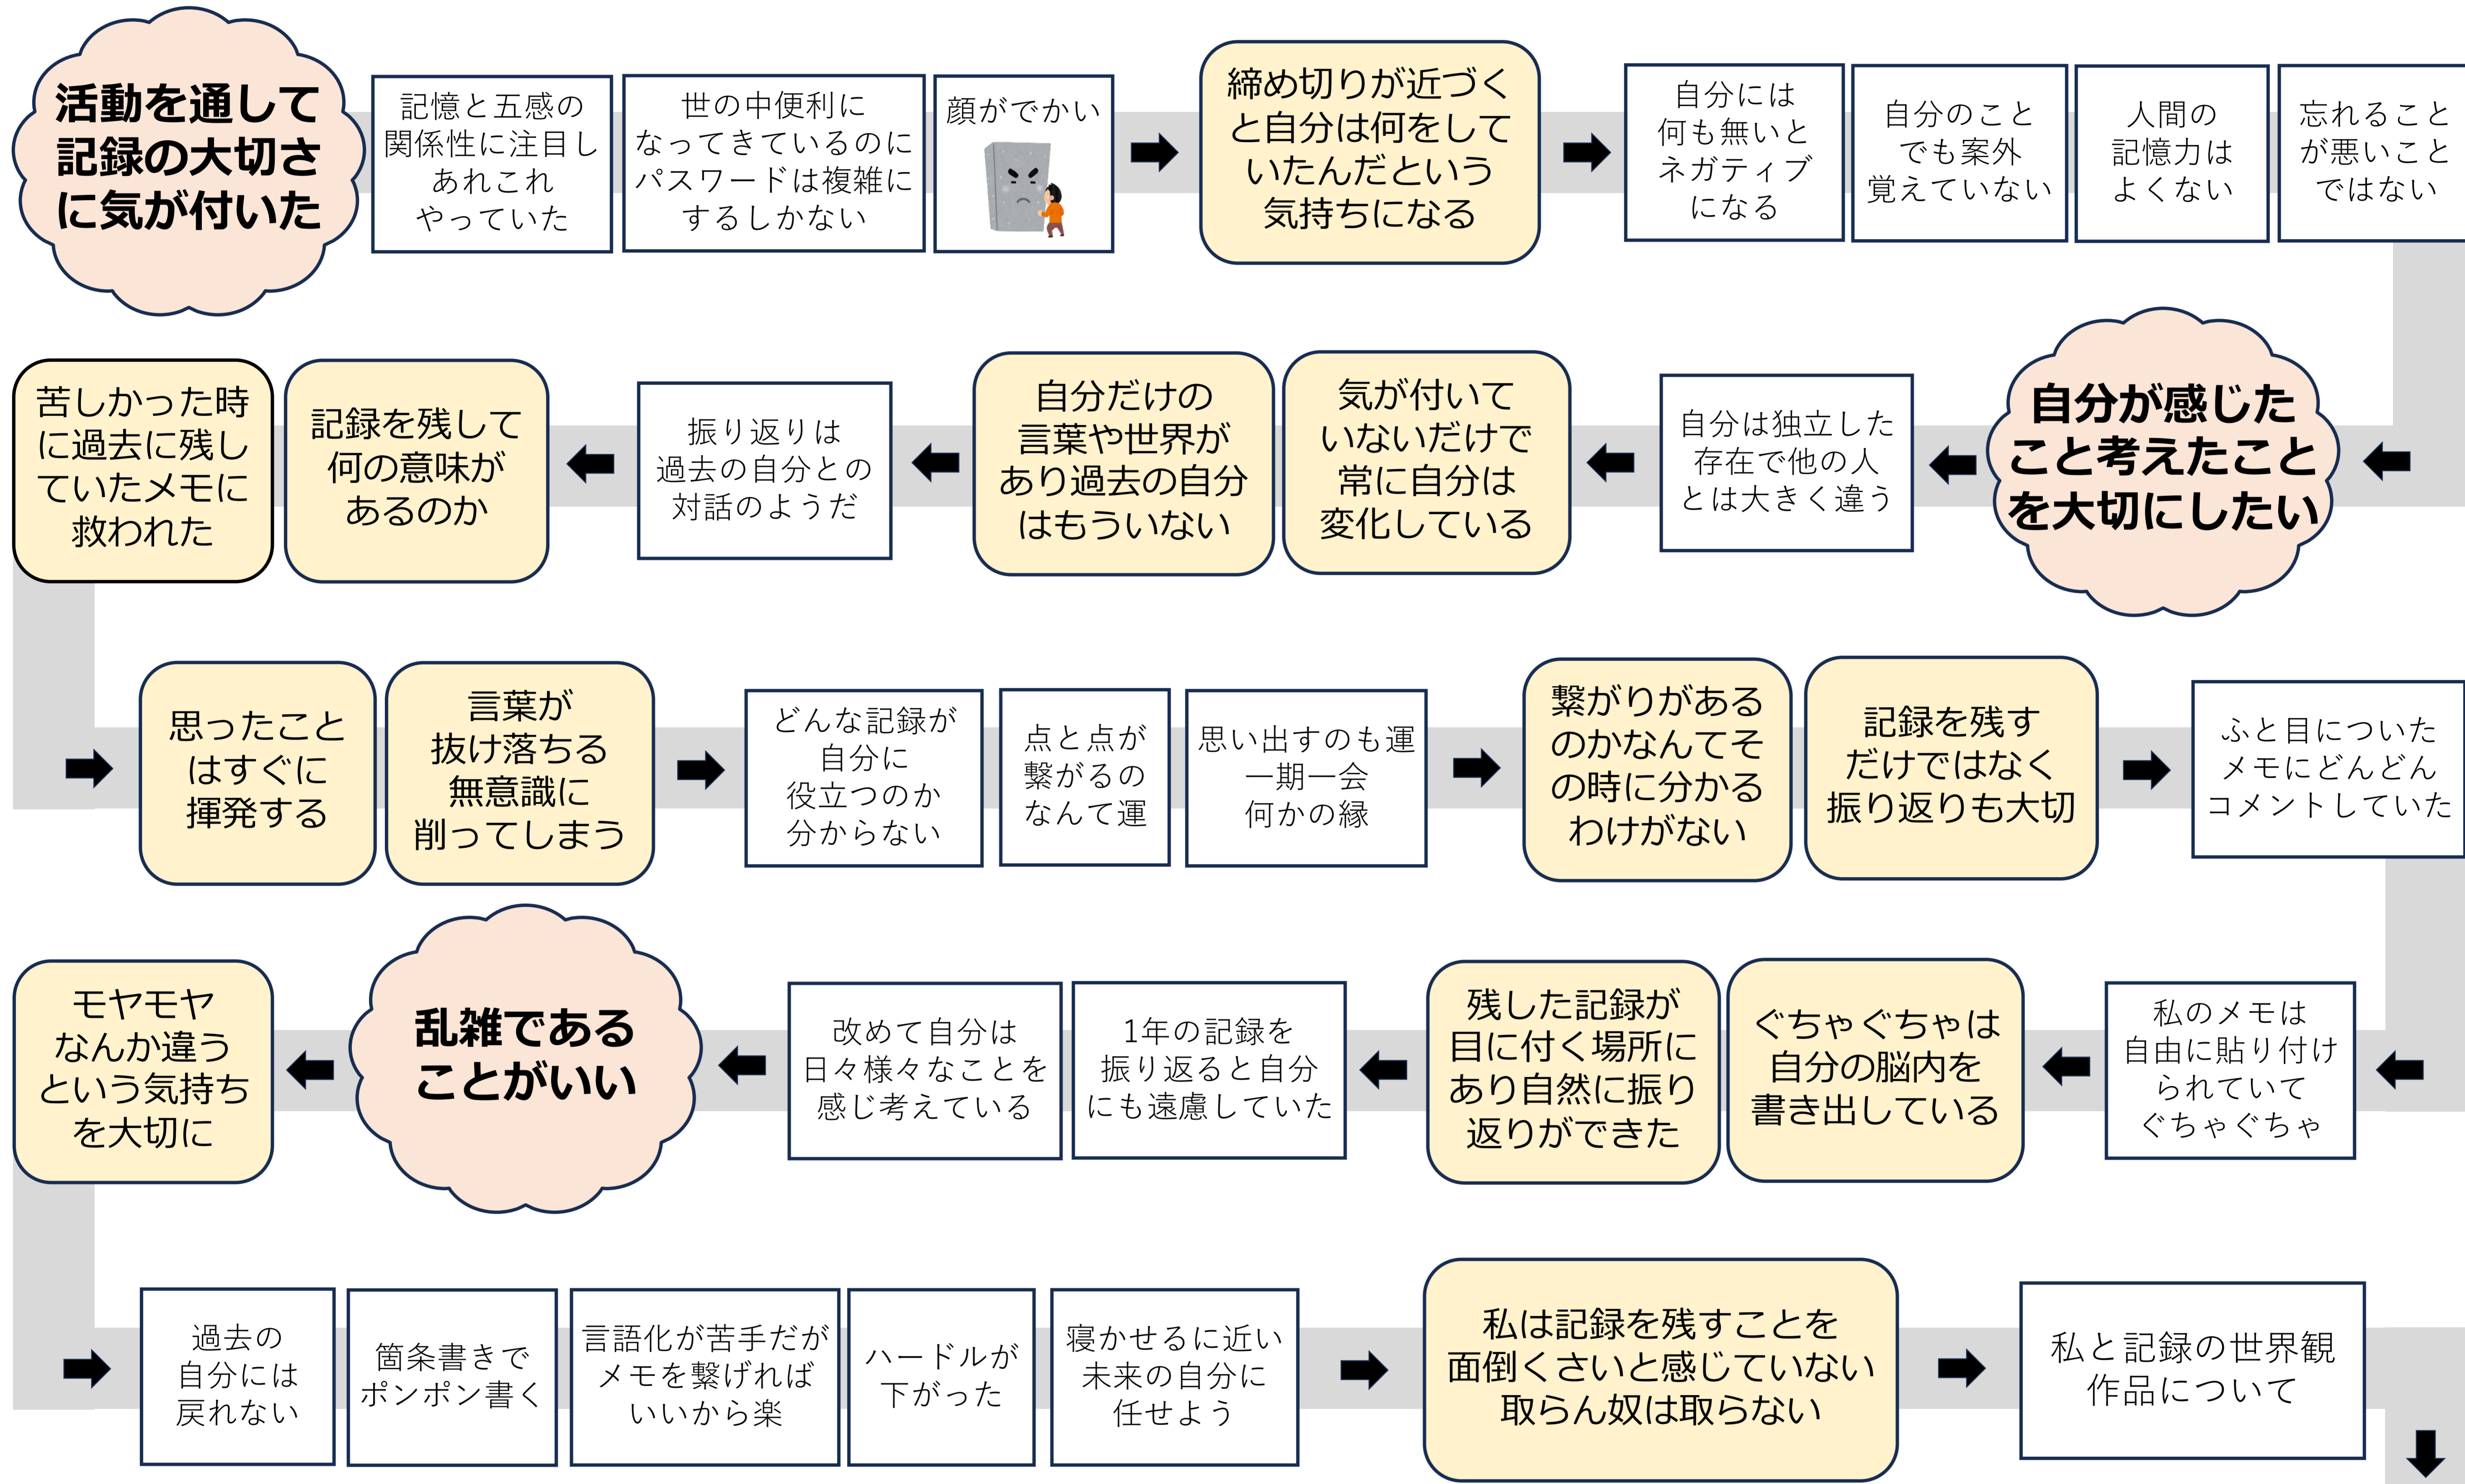 活動を通して
記録の大切さ
に気が付いた
記憶と五感の
関係性に注目し
あれこれ
やっていた
世の中便利に
なってきているのに
パスワードは複雑に
するしかない
顔がでかい
締め切りが近づく
と自分は何をして
いたんだという
気持ちになる
自分には
何も無いと
ネガティブ
になる
自分のこと
でも案外
覚えていない
人間の
記憶力は
よくない
忘れること
が悪いこと
ではない
自分が感じた
こと考えたこと
を大切にしたい
自分は独立した
存在で他の人
とは大きく違う
気が付いて
いないだけで
常に自分は
変化している
自分だけの
言葉や世界が
あり過去の自分
はもういない
振り返りは
過去の自分との
対話のようだ
記録を残して
何の意味が
あるのか
苦しかった時
に過去に残し
ていたメモに
救われた
思ったこと
はすぐに
揮発する
言葉が
抜け落ちる
無意識に
削ってしまう
どんな記録が
自分に
役立つのか
分からない
点と点が
繋がるの
なんて運
思い出すのも運
一期一会
何かの縁
繋がりがある
のかなんてそ
の時に分かる
わけがない
記録を残す
だけではなく
振り返りも大切
ふと目についた
メモにどんどん
コメントしていた
私のメモは
自由に貼り付け
られていて
ぐちゃぐちゃ
ぐちゃぐちゃは
自分の脳内を
書き出している
残した記録が
目に付く場所に
あり自然に振り
返りができた
1年の記録を
振り返ると自分
にも遠慮していた
改めて自分は
日々様々なことを
感じ考えている
乱雑である
ことがいい
モヤモヤ
なんか違う
という気持ち
を大切に
過去の
自分には
戻れない
箇条書きで
ポンポン書く
言語化が苦手だが
メモを繋げれば
いいから楽
ハードルが
下がった
寝かせるに近い
未来の自分に
任せよう
私は記録を残すことを
面倒くさいと感じていない
取らん奴は取らない
私と記録の世界観
作品について